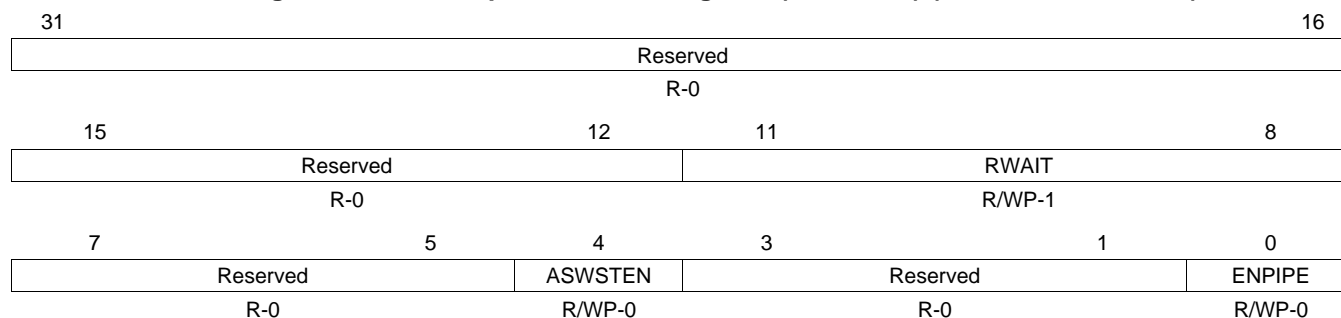 31 16
Reserved
R-0
15 12 11 8
Reserved RWAIT
R-0 R/WP-1
7 5 4 3 1 0
Reserved ASWSTEN Reserved ENPIPE
R-0 R/WP-0 R-0 R/WP-0